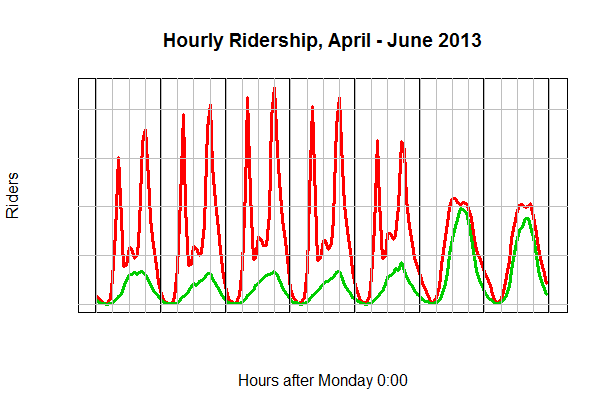 Hourly Ridership, April - June 2013
Riders
Hours after Monday 0:00